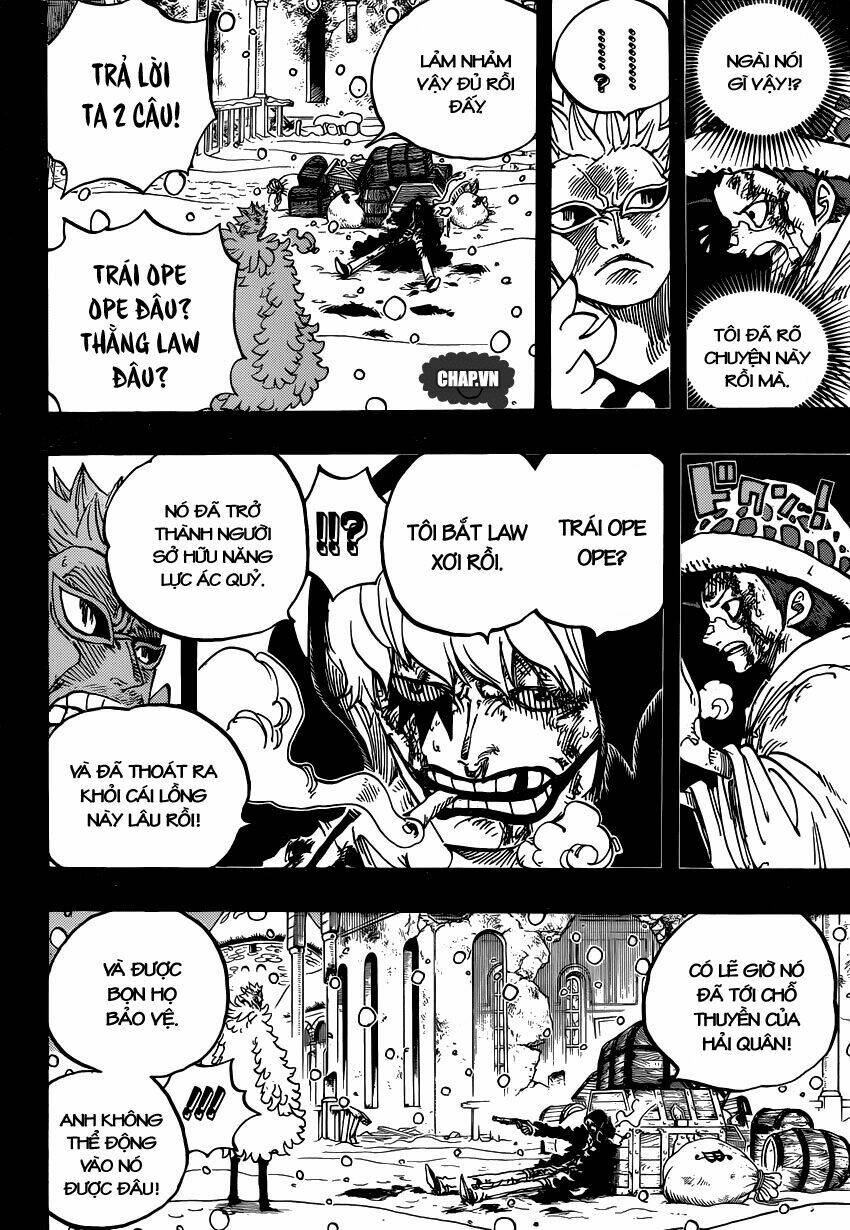 NGÀI NÓI
GÌ VẬY!?
TÔI ĐÃ RÕ
CHUYỆN NÀY
RỒI MÀ.
!!!!?
LẢM NHẢM
VẬY ĐỦ RỒI
ĐẤY.
TRẢ LỜI
TA 2 CÂU!
TRÁI OPE
OPE ĐÂU?
THẰNG LAW
ĐÂU?
CHAP.VN
ドクン!!
TRÁI OPE
OPE?
TÔI BẮT LAW
XƠI RỒI.
!!?
NÓ ĐÃ TRỞ
THÀNH NGƯỜI
SỞ HỮU NĂNG
LỰC ÁC QUỶ.
VÀ ĐÃ THOÁT RA
KHỎI CÁI LỒNG
NÀY LÂU RỒI!
CÓ LẼ GIỜ NÓ
ĐÃ TỚI CHỖ
THUYỀN CỦA
HẢI QUÂN!
VÀ ĐƯỢC
BỌN HỌ
BẢO VỆ.
!!!
ANH KHÔNG
THỂ ĐỘNG
VÀO NÓ
ĐƯỢC ĐÂU!